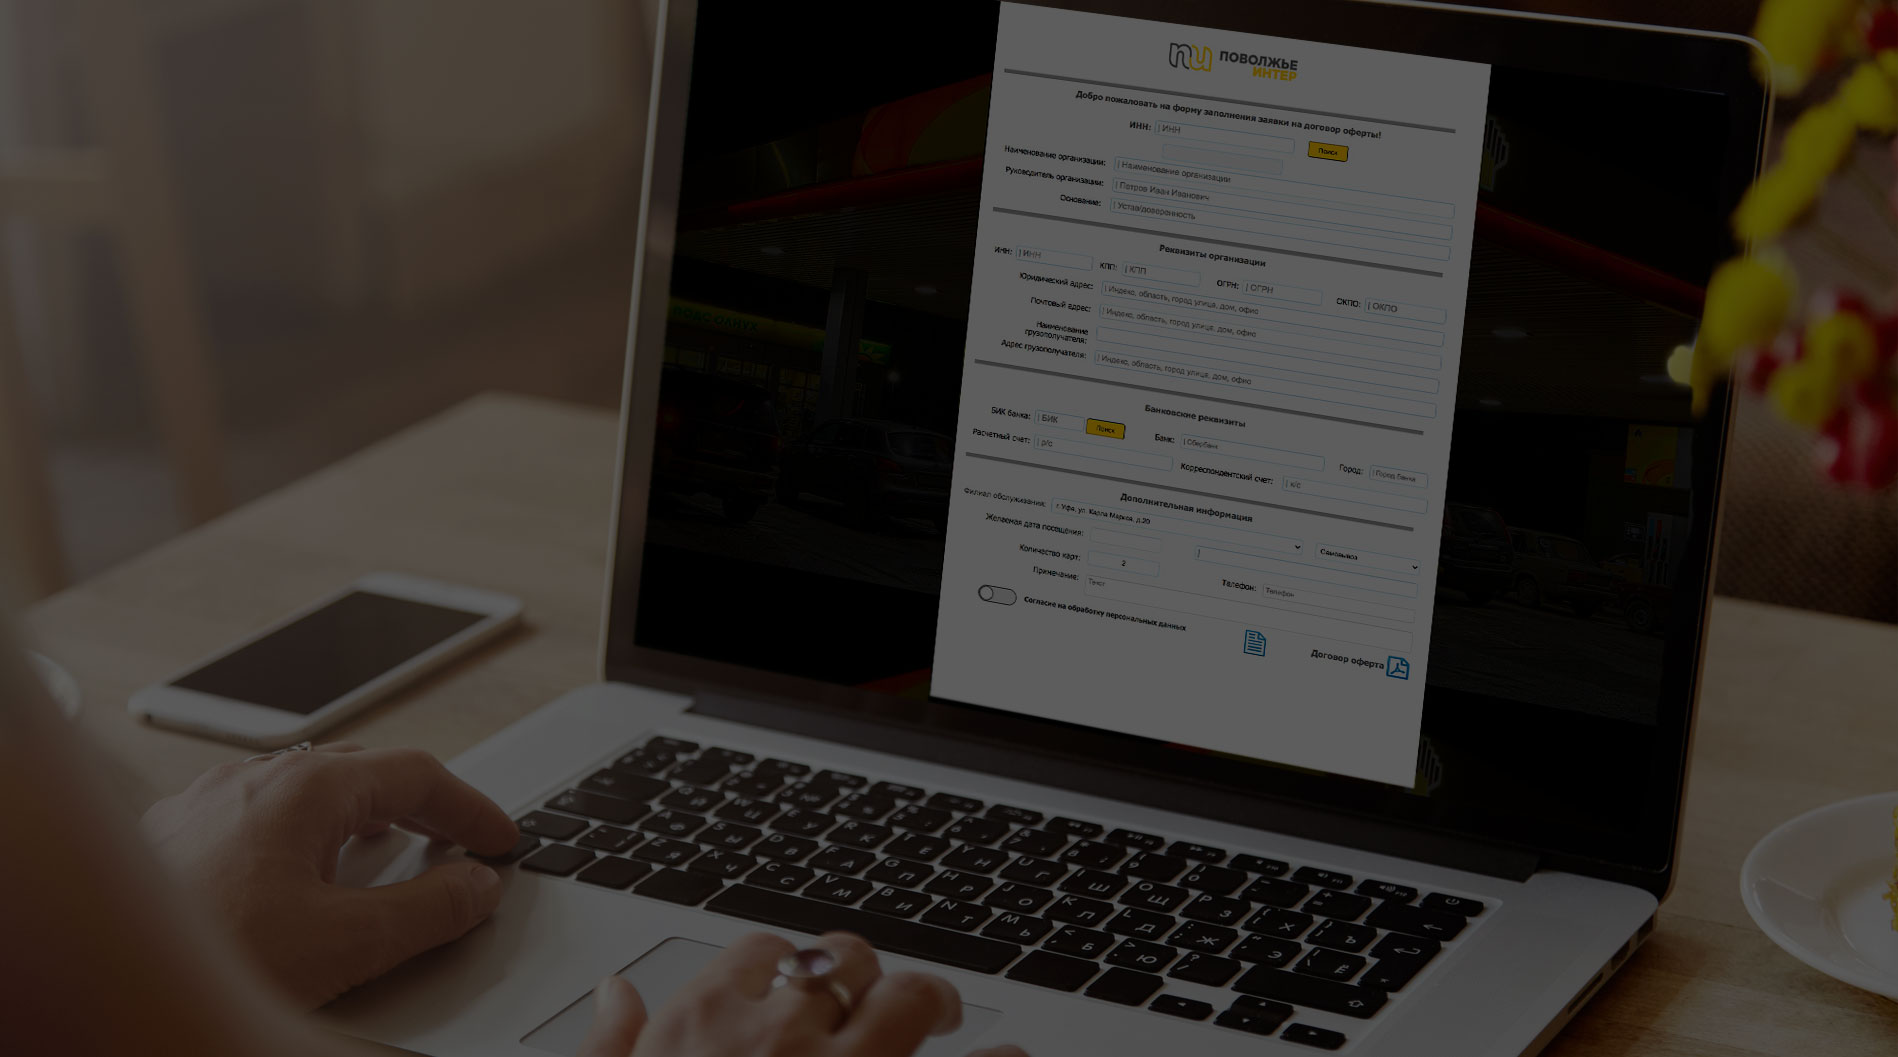 ПОВОЛЖЬЕ
ИНТЕР
Добро пожаловать на форму заполнения заявки на договор оферты!
ИНН: | ИНН Поиск
Наименование организации: | Наименование организации
Руководитель организации: | Петров Иван Иванович
Основание: | Устав/доверенность
Реквизиты организации
ИНН: | ИНН КПП: | КПП ОГРН: | ОГРН ОКПО: | ОКПО
Юридический адрес: | Индекс, область, город улица, дом, офис
Почтовый адрес: | Индекс, область, город улица, дом, офис
Наименование
грузополучателя:
Адрес грузополучателя: | Индекс, область, город улица, дом, офис
Банковские реквизиты
БИК банка: | БИК Поиск Банк: | Сбербанк Город: | Город банка
Расчетный счет: | р/с Корреспондентский счет: | к/с
Дополнительная информация
Филиал обслуживания: г. Уфа, ул. Карла Маркса, д.20 Самовывоз
Желаемая дата посещения:
Количество карт: 2 Телефон: Телефон
Примечание: Текст
Согласие на обработку персональных данных
Договор оферта